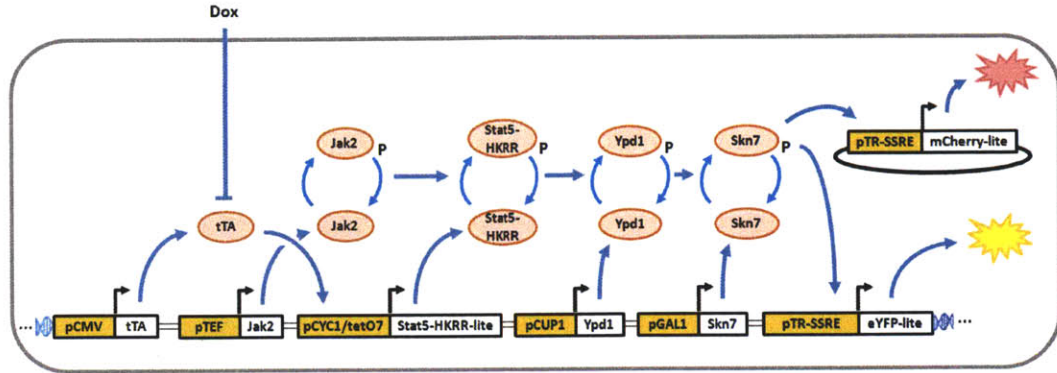 Dox
Jak2
P
Stat5-
HKRR
P
Ypd1
P
Skn7
P
pTR-SSRE mCherry-lite
tTA
Jak2
Stat5-
HKRR
Ypd1
Skn7
... pCMV tTA pTEF Jak2 pCYC1/tetO7 Stat5-HKRR-lite pCUP1 Ypd1 pGAL1 Skn7 pTR-SSRE eYFP-lite ...